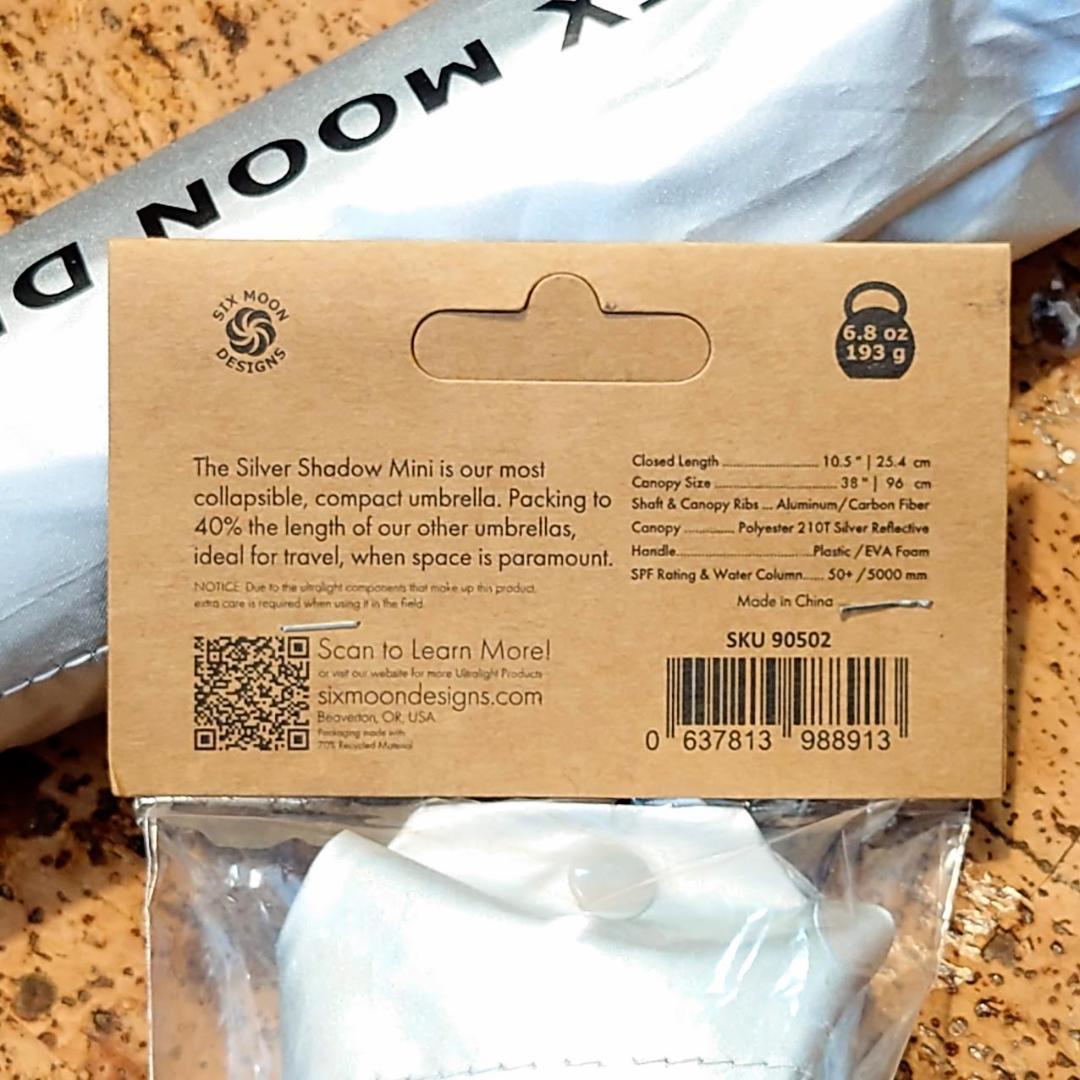 X MOON D
SIX MOON
DESIGNS
6.8 oz
193 g
The Silver Shadow Mini is our most
collapsible, compact umbrella. Packing to
40% the length of our other umbrellas,
ideal for travel, when space is paramount.
NOTICE: Due to the ultralight components that make up this product,
extra care is required when using it in the field.
Scan to Learn More!
or visit our website for more Ultralight Products
sixmoondesigns.com
Beaverton, OR, USA
Packaging made with
70% Recycled Material
Closed Length ........................ 10.5" | 25.4 cm
Canopy Size ............................... 38" | 96 cm
Shaft & Canopy Ribs ... Aluminum/Carbon Fiber
Canopy ............. Polyester 210T Silver Reflective
Handle.................................. Plastic /EVA Foam
SPF Rating & Water Column...... 50+ /5000 mm
Made in China
SKU 90502
0 637813 988913